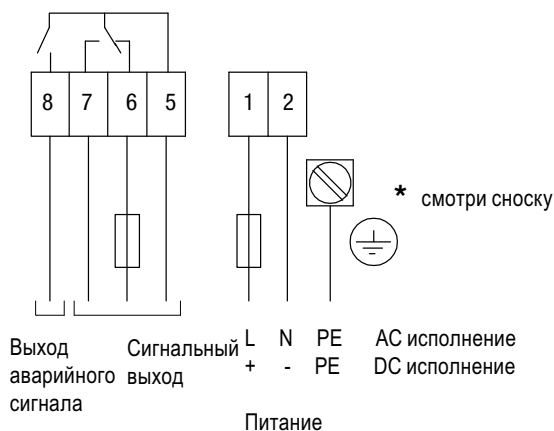 8 7 6 5 1 2
* смотри сноску
L N PE AC исполнение
+ - PE DC исполнение
Выход аварийного сигнала
Сигнальный выход
Питание